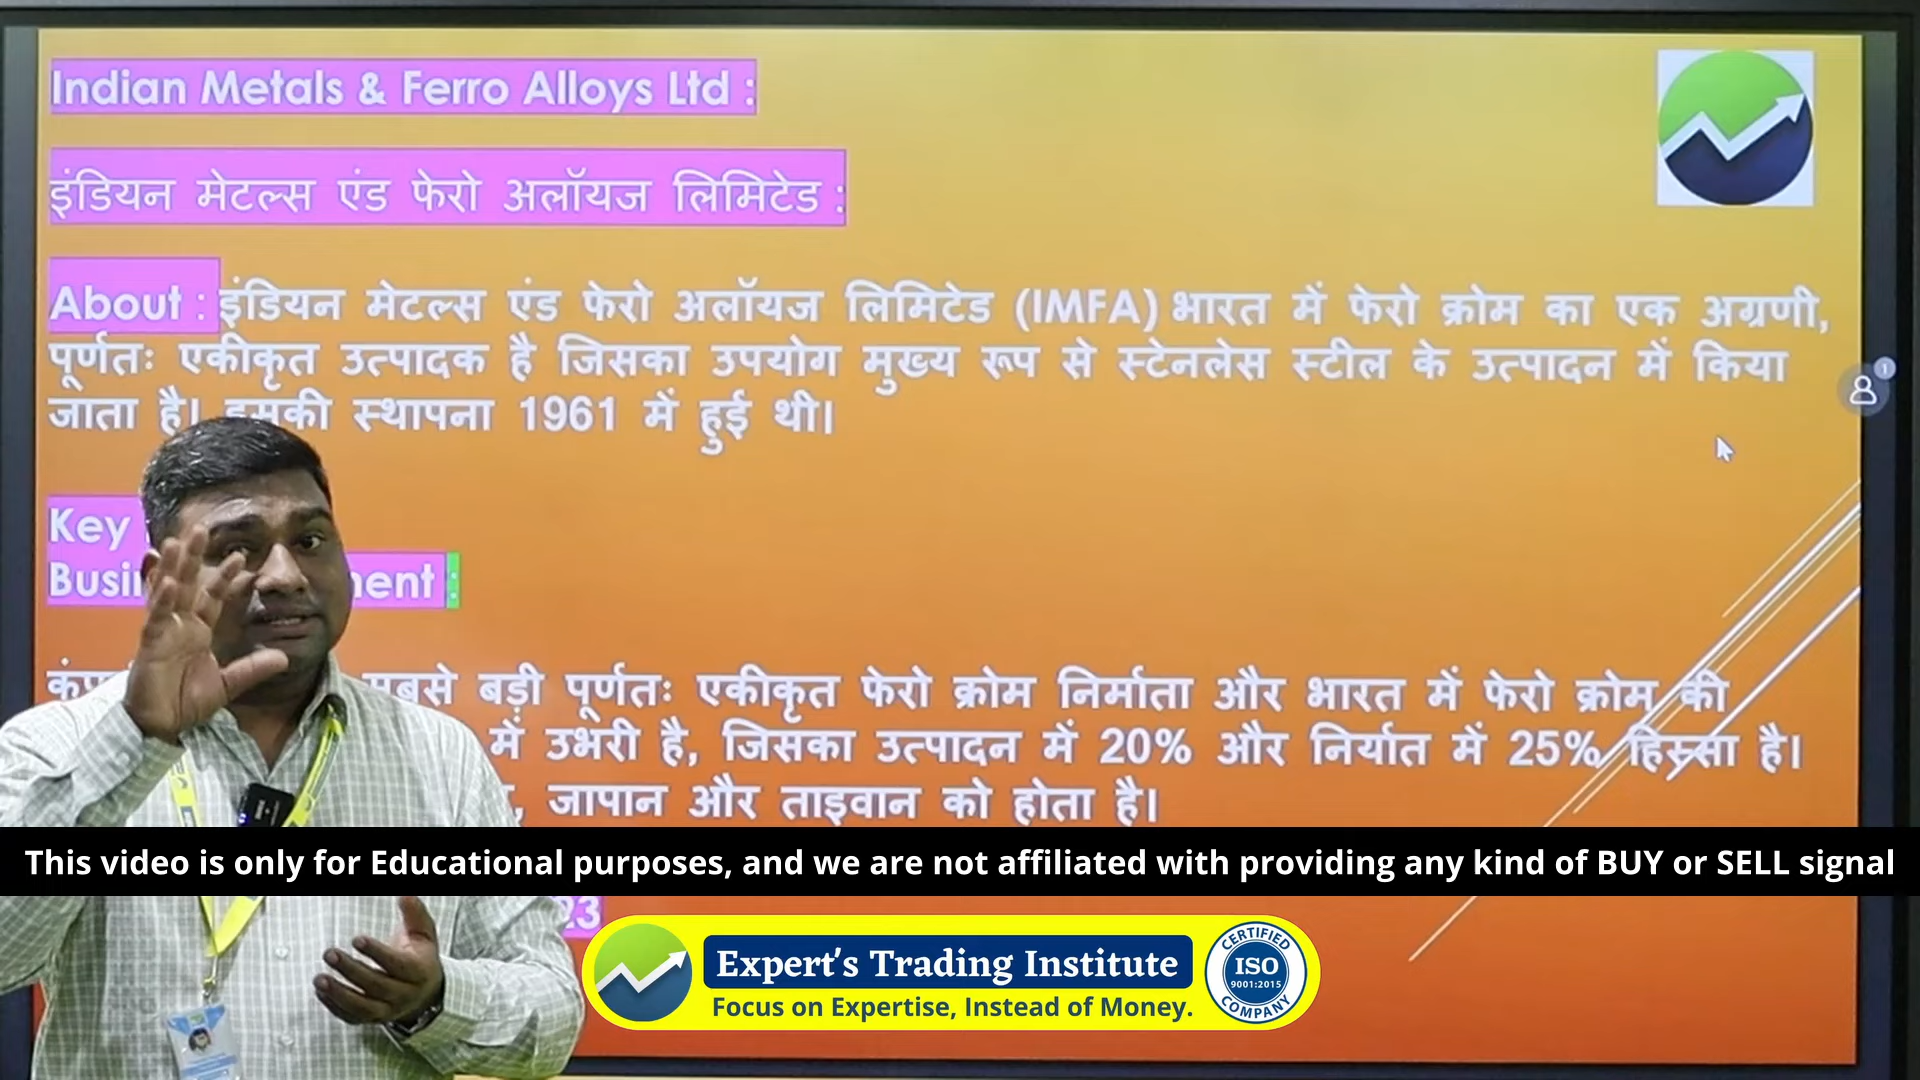 Indian Metals & Ferro Alloys Ltd :
इंडियन मेटल्स एंड फेरो अलॉयज लिमिटेड :
About : इंडियन मेटल्स एंड फेरो अलॉयज लिमिटेड (IMFA) भारत में फेरो क्रोम का एक अग्रणी,
पूर्णतः एकीकृत उत्पादक है जिसका उपयोग मुख्य रूप से स्टेनलेस स्टील के उत्पादन में किया
जाता है। इसकी स्थापना 1961 में हुई थी।
1
Key
सबसे बड़ी पूर्णतः एकीकृत फेरो क्रोम निर्माता और भारत में फेरो क्रोम की
में उभरी है, जिसका उत्पादन में 20% और निर्यात में 25% हिस्सा है।
, जापान और ताइवान को होता है।
This video is only for Educational purposes, and we are not affiliated with providing any kind of BUY or SELL signal
23
Expert's Trading Institute
Focus on Expertise, Instead of Money.
CERTIFIED
ISO
9001:2015
COMPANY